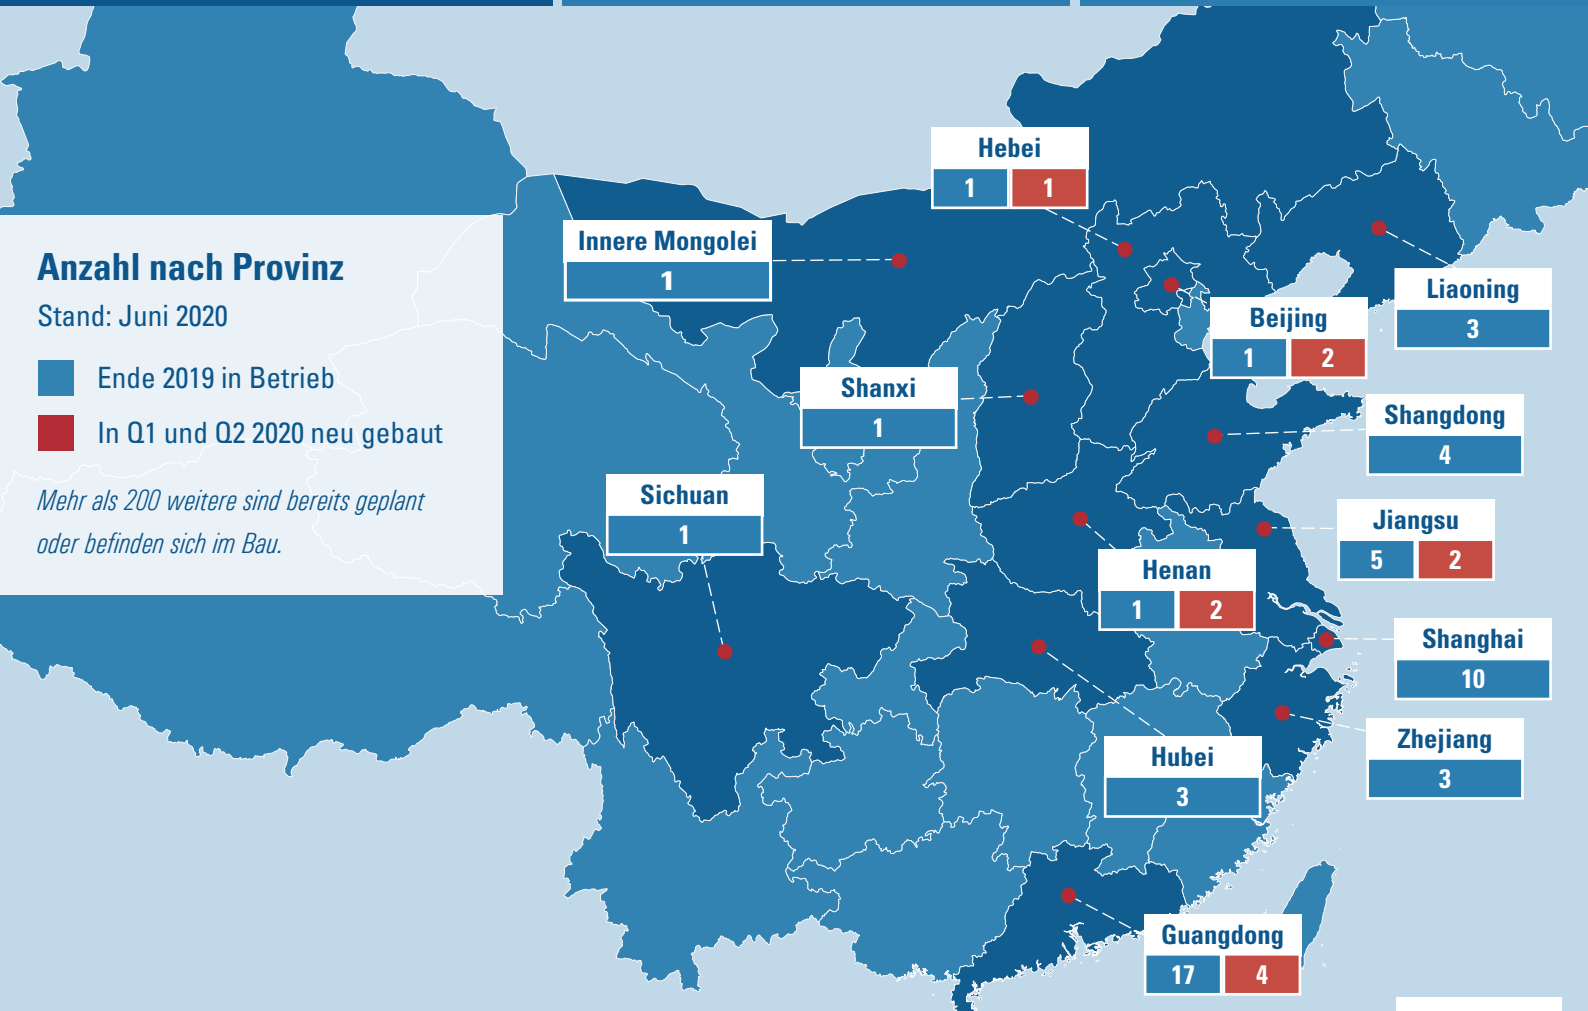 Anzahl nach Provinz
Stand: Juni 2020
Ende 2019 in Betrieb
In Q1 und Q2 2020 neu gebaut
Mehr als 200 weitere sind bereits geplant
oder befinden sich im Bau.
Hebei
1 1
Innere Mongolei
1
Liaoning
3
Beijing
1 2
Shanxi
1
Shangdong
4
Sichuan
1
Jiangsu
5 2
Henan
1 2
Shanghai
10
Zhejiang
3
Hubei
3
Guangdong
17 4